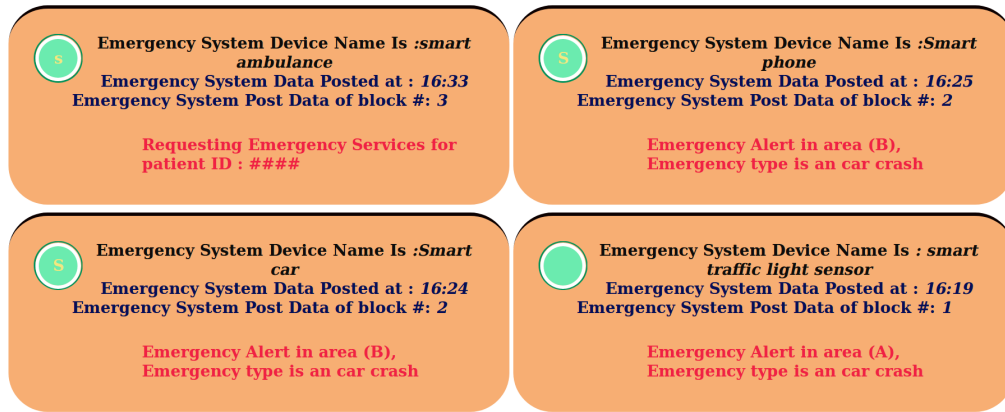 s
Emergency System Device Name Is :smart
ambulance
Emergency System Data Posted at : 16:33
Emergency System Post Data of block #: 3
Requesting Emergency Services for
patient ID : ####
S
Emergency System Device Name Is :Smart
phone
Emergency System Data Posted at : 16:25
Emergency System Post Data of block #: 2
Emergency Alert in area (B),
Emergency type is an car crash
S
Emergency System Device Name Is :Smart
car
Emergency System Data Posted at : 16:24
Emergency System Post Data of block #: 2
Emergency Alert in area (B),
Emergency type is an car crash
Emergency System Device Name Is : smart
traffic light sensor
Emergency System Data Posted at : 16:19
Emergency System Post Data of block #: 1
Emergency Alert in area (A),
Emergency type is an car crash